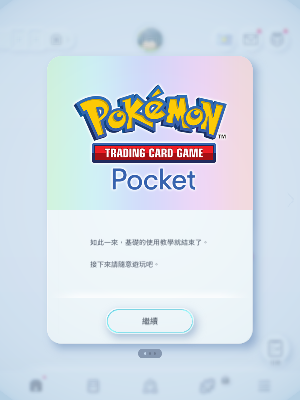 Pokémon
TRADING CARD GAME
Pocket
如此一來，基礎的使用教學就結束了。
接下來請隨意遊玩吧。
繼續